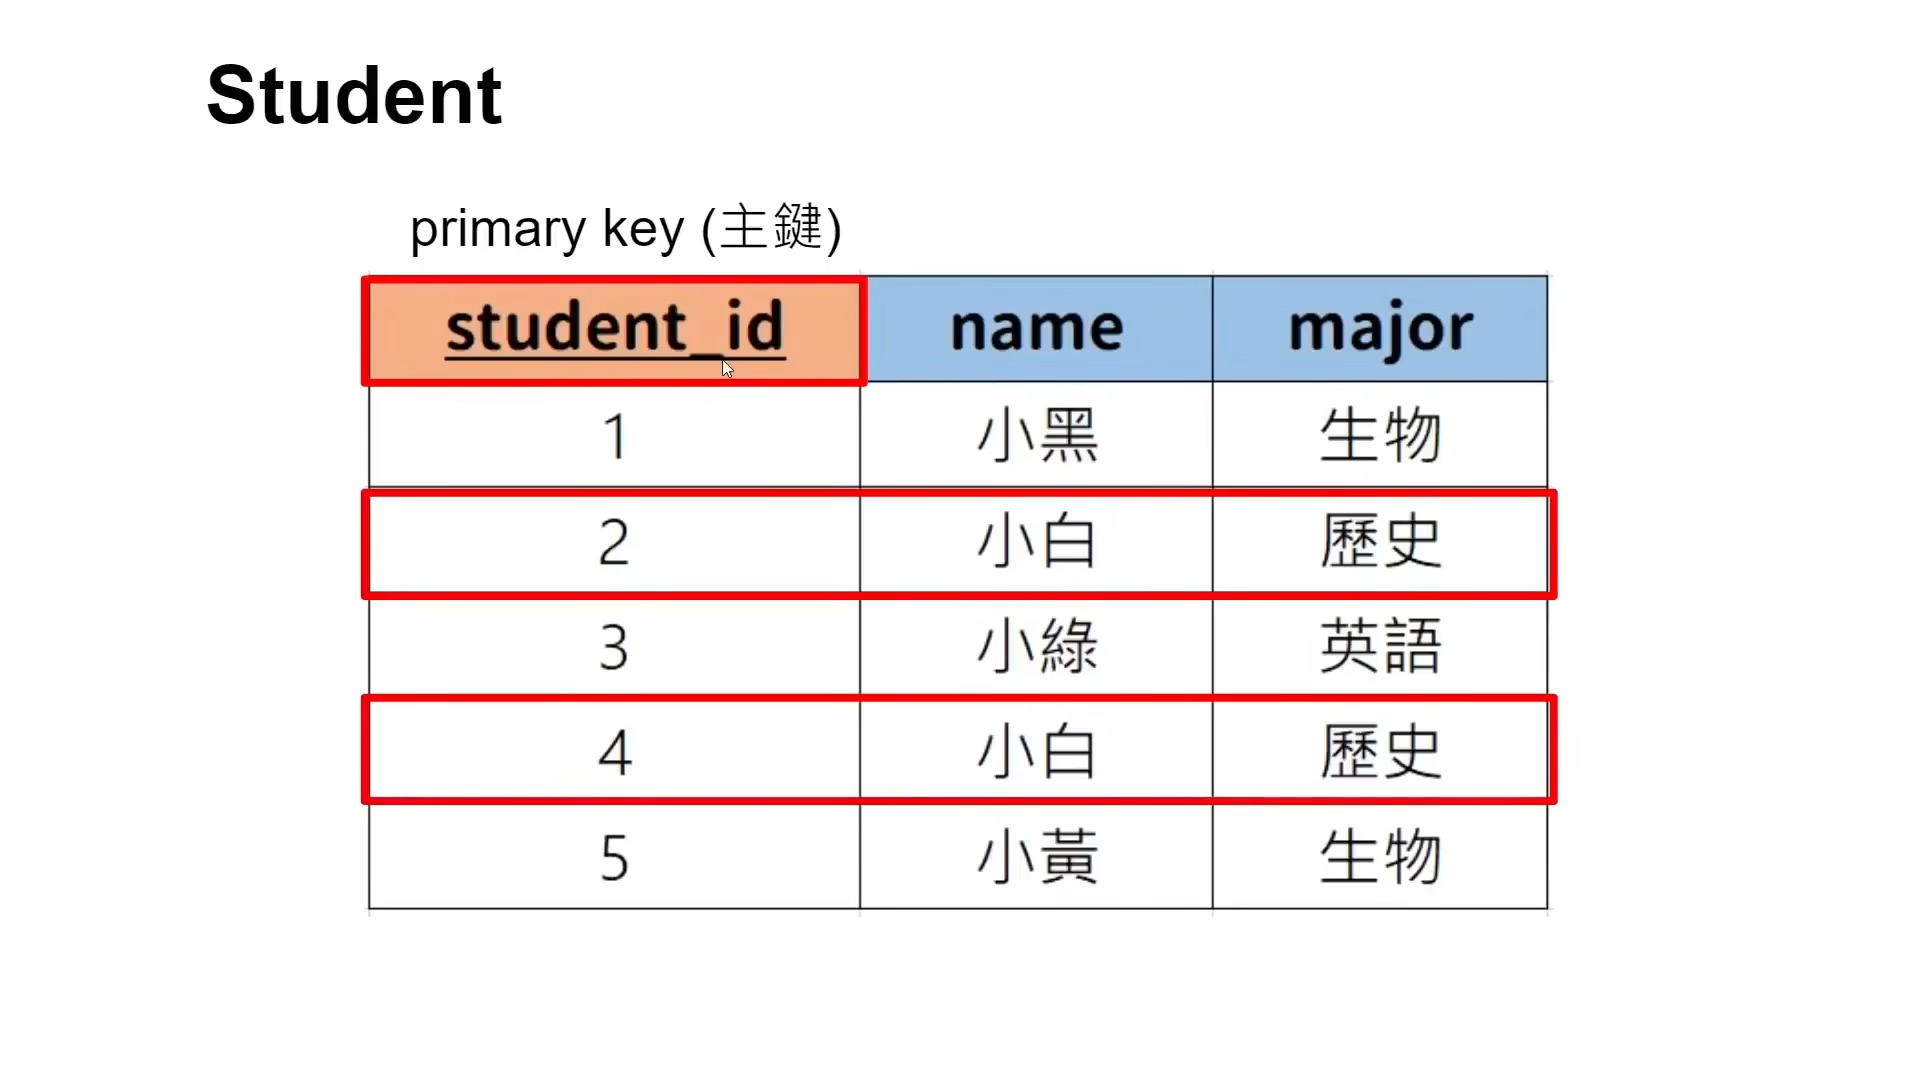 Student
primary key (主鍵)
student_id name major
1 小黑 生物
2 小白 歷史
3 小綠 英語
4 小白 歷史
5 小黃 生物